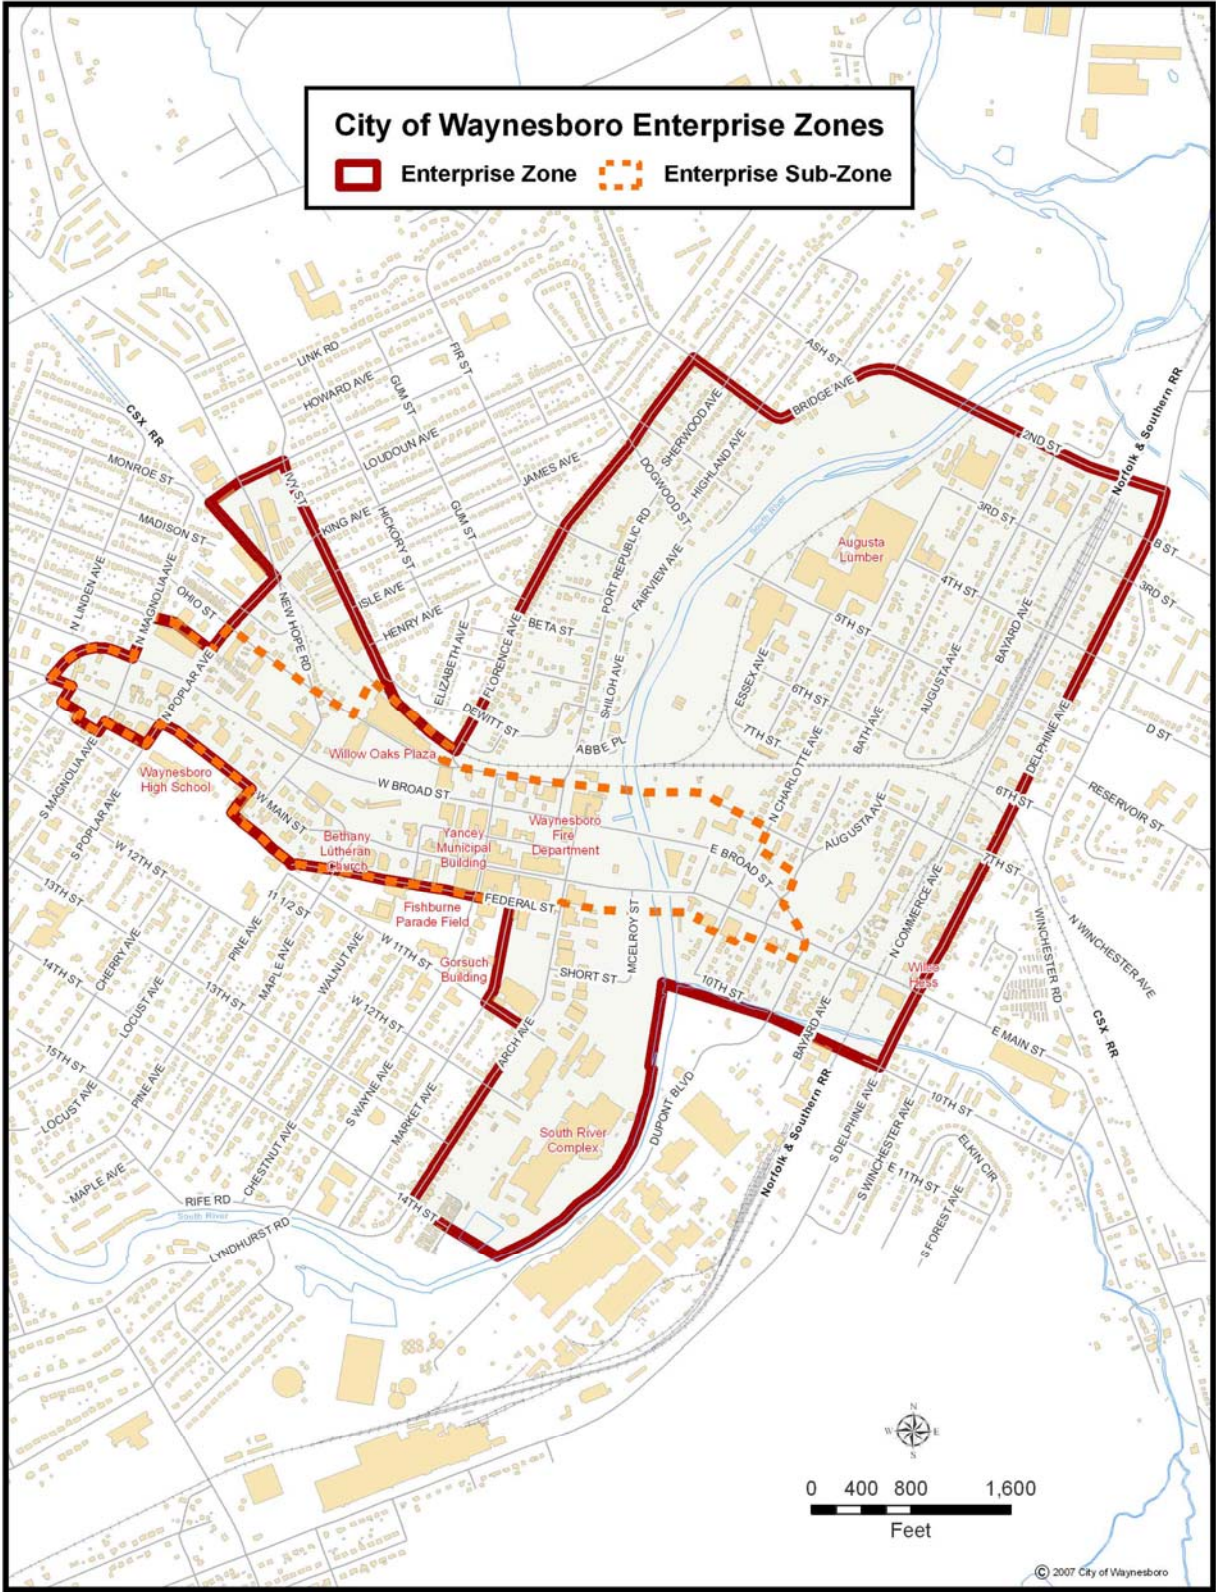 City of Waynesboro Enterprise Zones
Enterprise Zone
Enterprise Sub-Zone
ASH ST
LINK RD
FIR ST
BRIDGE AVE
HOWARD AVE
GUM ST
SHERWOOD AVE
CSX RR
Norfolk & Southern RR
2ND ST
LOUDOUN AVE
HIGHLAND AVE
MONROE ST
IVY ST
JAMES AVE
DOGWOOD ST
KING AVE
GUM ST
3RD ST
MADISON ST
HICKORY ST
South River
B ST
Augusta
Lumber
PORT REPUBLIC RD
FAIRVIEW AVE
N LINDEN AVE
N MAGNOLIA AVE
OHIO ST
ISLE AVE
4TH ST
3RD ST
NEW HOPE RD
HENRY AVE
BETA ST
5TH ST
BAYARD AVE
ELIZABETH AVE
FLORENCE AVE
N POPLAR AVE
SHILOH AVE
ESSEX AVE
6TH ST
AUGUSTA AVE
DEWITT ST
7TH ST
BATH AVE
D ST
Willow Oaks Plaza
ABBE PL
DELPHINE AVE
Waynesboro
High School
S MAGNOLIA AVE
W BROAD ST
N CHARLOTTE AVE
6TH ST
RESERVOIR ST
W MAIN ST
S POPLAR AVE
Bethany
Lutheran
Church
Yancey
Municipal
Building
Waynesboro
Fire
Department
AUGUSTA AVE
E BROAD ST
7TH ST
W 12TH ST
13TH ST
11 1/2 ST
Fishburne
Parade Field
FEDERAL ST
MCELROY ST
N COMMERCE AVE
WINCHESTER RD
N WINCHESTER AVE
CHERRY AVE
PINE AVE
MAPLE AVE
WALNUT AVE
W 11TH ST
Gorsuch
Building
SHORT ST
10TH ST
Wilco
Hess
14TH ST
LOCUST AVE
13TH ST
W 12TH ST
ARCH AVE
BAYARD AVE
E MAIN ST
CSX RR
15TH ST
LOCUST AVE
PINE AVE
S WAYNE AVE
MARKET AVE
DUPONT BLVD
Norfolk & Southern RR
S DELPHINE AVE
S WINCHESTER AVE
10TH ST
South River
Complex
ELKIN CIR
MAPLE AVE
CHESTNUT AVE
E 11TH ST
S FOREST AVE
RIFE RD
14TH ST
South River
LYNDHURST RD
N
W E
S
0 400 800 1,600
Feet
© 2007 City of Waynesboro